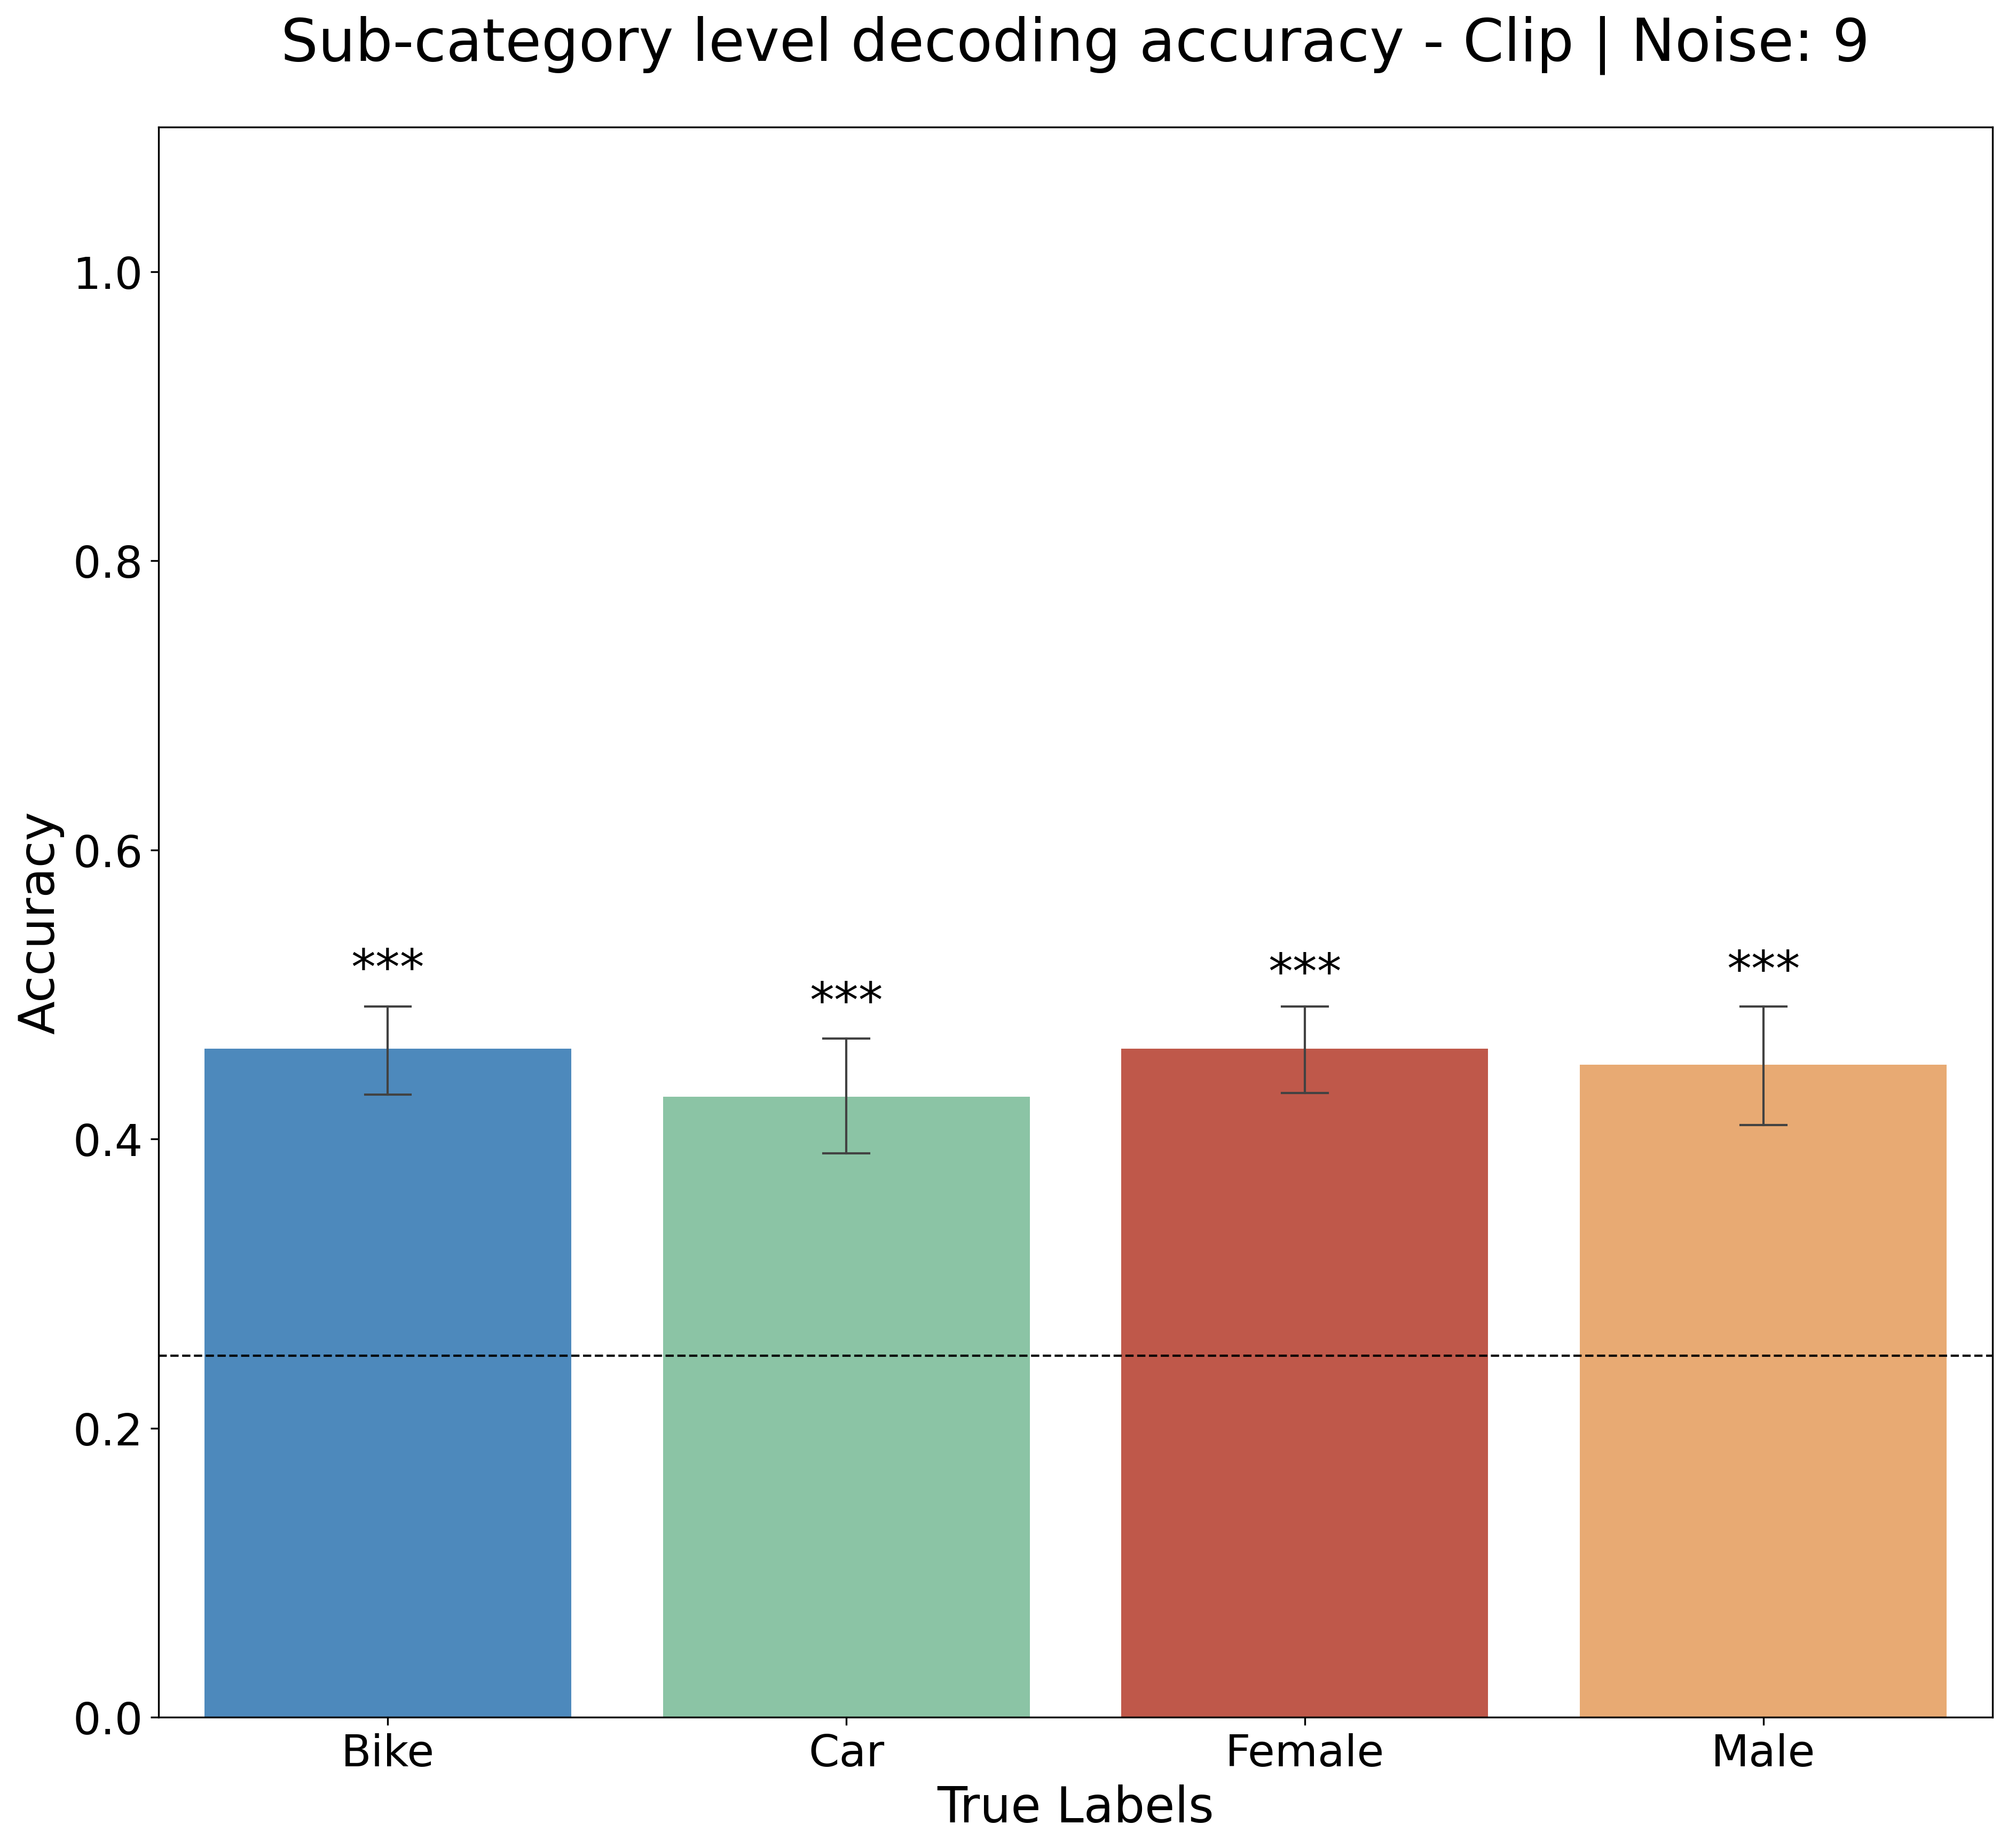 Sub-category level decoding accuracy - Clip | Noise: 9
1.0
0.8
0.6
0.4
0.2
0.0
Accuracy
***
***
***
***
Bike
Car
Female
Male
True Labels